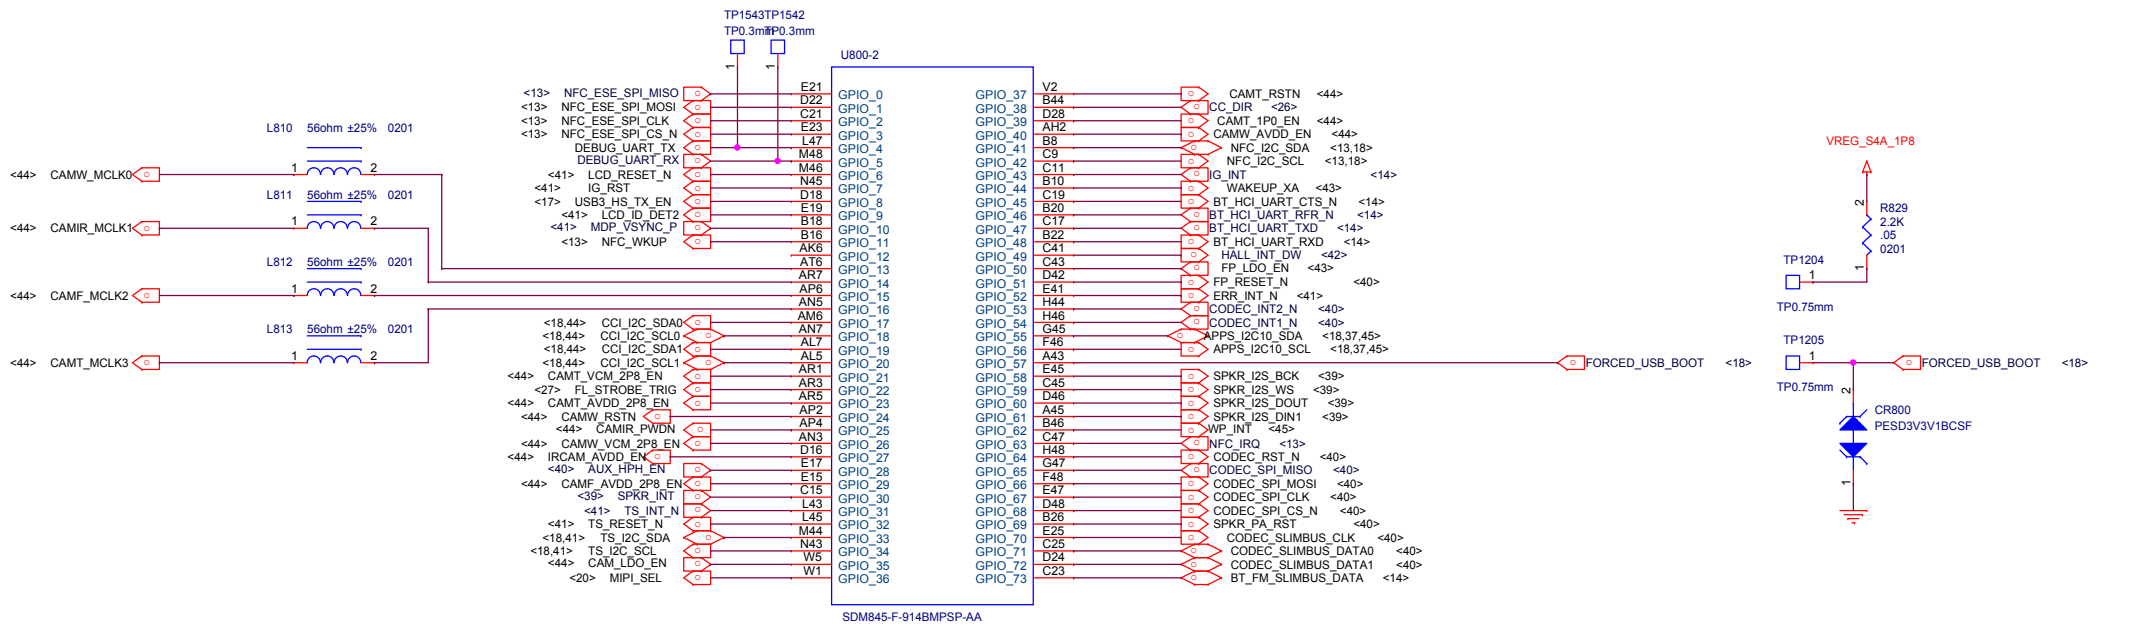 TP1543 TP1542
TP0.3mm TP0.3mm
1 1
U800-2
<13> NFC_ESE_SPI_MISO E21 GPIO_0
<13> NFC_ESE_SPI_MOSI D22 GPIO_1
<13> NFC_ESE_SPI_CLK C21 GPIO_2
<13> NFC_ESE_SPI_CS_N E23 GPIO_3
DEBUG_UART_TX L47 GPIO_4
DEBUG_UART_RX M48 GPIO_5
<41> LCD_RESET_N M46 GPIO_6
<41> IG_RST N45 GPIO_7
<17> USB3_HS_TX_EN D18 GPIO_8
<41> LCD_ID_DET2 E19 GPIO_9
<41> MDP_VSYNC_P B18 GPIO_10
<13> NFC_WKUP B16 GPIO_11
AK6 GPIO_12
AT6 GPIO_13
AR7 GPIO_14
AP6 GPIO_15
AN5 GPIO_16
<18,44> CCI_I2C_SDA0 AM6 GPIO_17
<18,44> CCI_I2C_SCL0 AN7 GPIO_18
<18,44> CCI_I2C_SDA1 AL7 GPIO_19
<18,44> CCI_I2C_SCL1 AL5 GPIO_20
<44> CAMT_VCM_2P8_EN AR1 GPIO_21
<27> FL_STROBE_TRIG AR3 GPIO_22
<44> CAMT_AVDD_2P8_EN AR5 GPIO_23
<44> CAMW_RSTN AP2 GPIO_24
<44> CAMIR_PWDN AP4 GPIO_25
<44> CAMW_VCM_2P8_EN AN3 GPIO_26
<44> IRCAM_AVDD_EN D16 GPIO_27
<40> AUX_HPH_EN E17 GPIO_28
<44> CAMF_AVDD_2P8_EN E15 GPIO_29
<39> SPKR_INT C15 GPIO_30
<41> TS_INT_N L43 GPIO_31
<41> TS_RESET_N L45 GPIO_32
<18,41> TS_I2C_SDA M44 GPIO_33
<18,41> TS_I2C_SCL N43 GPIO_34
<44> CAM_LDO_EN W5 GPIO_35
<20> MIPI_SEL W1 GPIO_36
L810 56ohm ±25% 0201
<44> CAMW_MCLK0 1 2
L811 56ohm ±25% 0201
<44> CAMIR_MCLK1 1 2
L812 56ohm ±25% 0201
<44> CAMF_MCLK2 1 2
L813 56ohm ±25% 0201
<44> CAMT_MCLK3 1 2
GPIO_37 V2 CAMT_RSTN <44>
GPIO_38 B44 CC_DIR <26>
GPIO_39 D28 CAMT_1P0_EN <44>
GPIO_40 AH2 CAMW_AVDD_EN <44>
GPIO_41 B8 NFC_I2C_SDA <13,18>
GPIO_42 C9 NFC_I2C_SCL <13,18>
GPIO_43 C11 IG_INT <14>
GPIO_44 B10 WAKEUP_XA <43>
GPIO_45 C19 BT_HCI_UART_CTS_N <14>
GPIO_46 B20 BT_HCI_UART_RFR_N <14>
GPIO_47 C17 BT_HCI_UART_TXD <14>
GPIO_48 B22 BT_HCI_UART_RXD <14>
GPIO_49 C41 HALL_INT_DW <42>
GPIO_50 C43 FP_LDO_EN <43>
GPIO_51 D42 FP_RESET_N <40>
GPIO_52 E41 ERR_INT_N <41>
GPIO_53 H44 CODEC_INT2_N <40>
GPIO_54 H46 CODEC_INT1_N <40>
GPIO_55 G45 APPS_I2C10_SDA <18,37,45>
GPIO_56 F46 APPS_I2C10_SCL <18,37,45>
GPIO_57 A43 FORCED_USB_BOOT <18>
GPIO_58 E45 SPKR_I2S_BCK <39>
GPIO_59 C45 SPKR_I2S_WS <39>
GPIO_60 D46 SPKR_I2S_DOUT <39>
GPIO_61 A45 SPKR_I2S_DIN1 <39>
GPIO_62 B46 WP_INT <45>
GPIO_63 C47 NFC_IRQ <13>
GPIO_64 H48 CODEC_RST_N <40>
GPIO_65 G47 CODEC_SPI_MISO <40>
GPIO_66 F48 CODEC_SPI_MOSI <40>
GPIO_67 E47 CODEC_SPI_CLK <40>
GPIO_68 D48 CODEC_SPI_CS_N <40>
GPIO_69 B26 SPKR_PA_RST <40>
GPIO_70 E25 CODEC_SLIMBUS_CLK <40>
GPIO_71 C25 CODEC_SLIMBUS_DATA0 <40>
GPIO_72 D24 CODEC_SLIMBUS_DATA1 <40>
GPIO_73 C23 BT_FM_SLIMBUS_DATA <14>
SDM845-F-914BMPSP-AA
VREG_S4A_1P8
2
R829
2.2K
.05
0201
1
TP1204
1
TP0.75mm
TP1205
1
TP0.75mm
FORCED_USB_BOOT <18>
2
CR800
PESD3V3V1BCSF
1